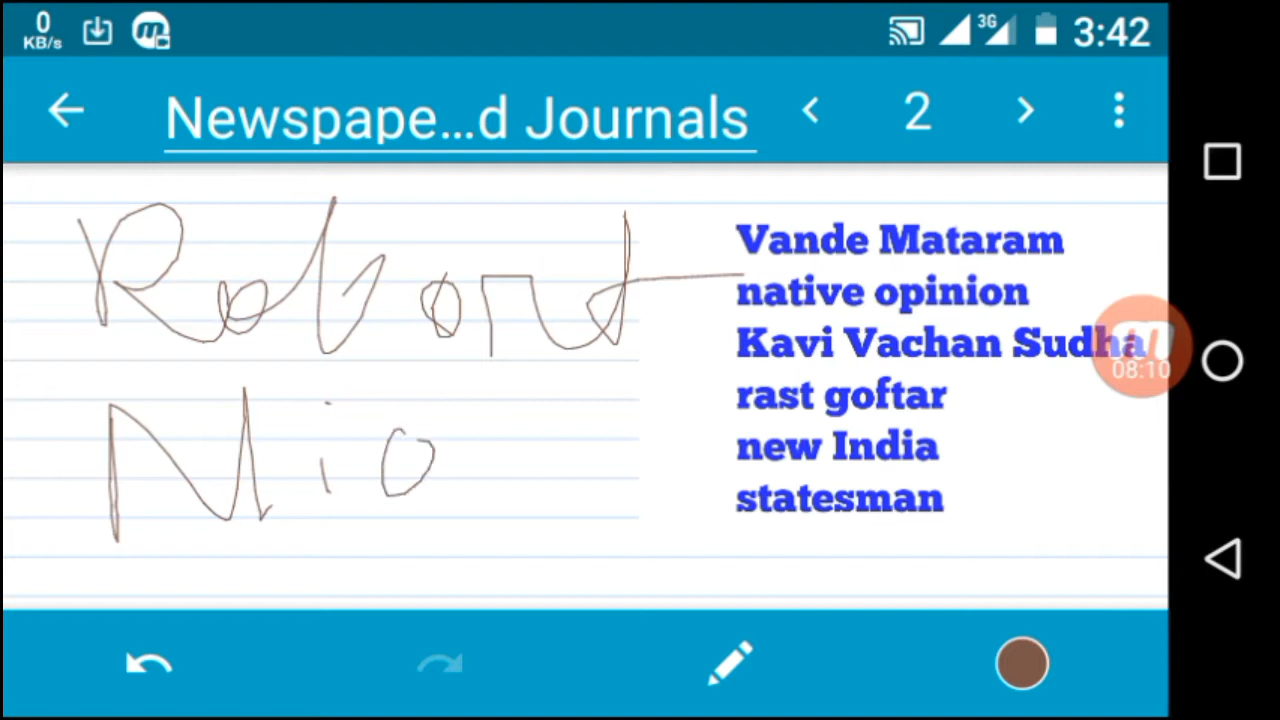 0
KB/s
3G
3:42
Newspape...d Journals
2
Robort
Nio
Vande Mataram
native opinion
Kavi Vachan Sudha
rast goftar
new India
statesman
08:10